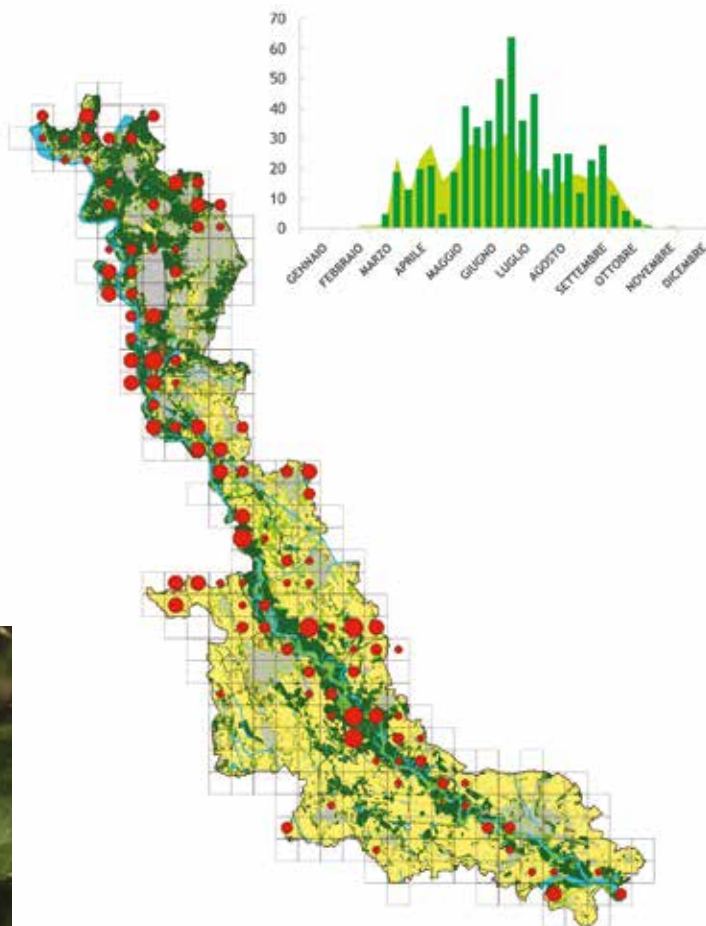 70
60
50
40
30
20
10
0
GENNAIO
FEBBRAIO
MARZO
APRILE
MAGGIO
GIUGNO
LUGLIO
AGOSTO
SETTEMBRE
OTTOBRE
NOVEMBRE
DICEMBRE